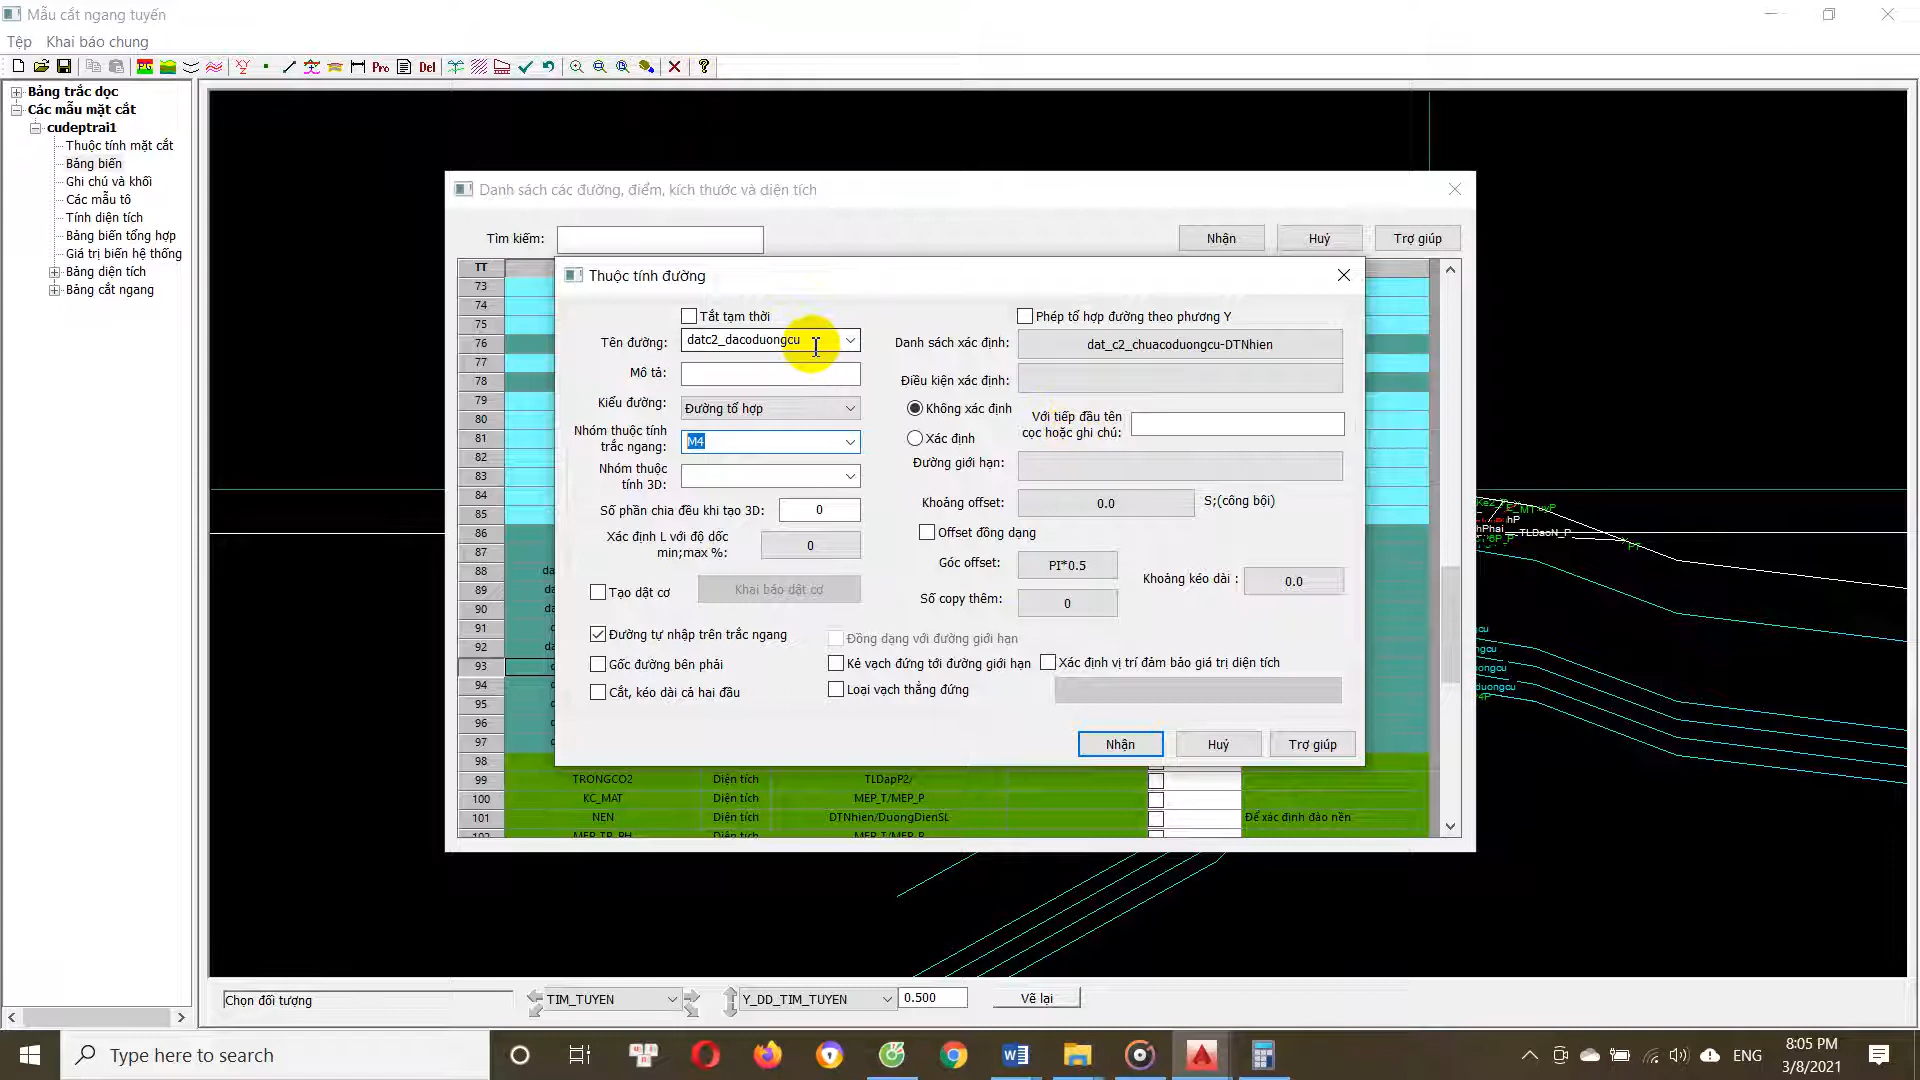 Mẫu cắt ngang tuyến
Tệp Khai báo chung
Pro Del
Bảng trắc dọc
Các mẫu mặt cắt
cudeptrai1
Thuộc tính mặt cắt
Bảng biến
Ghi chú và khối
Các mẫu tô
Tính diện tích
Bảng biến tổng hợp
Giá trị biến hệ thống
Bảng diện tích
Bảng cắt ngang
Danh sách các đường, điểm, kích thước và diện tích
Tìm kiếm:
Nhận Huỷ Trợ giúp
TT
73
74
75
76
77
78
79
80
81
82
83
84
85
86
87
88
89
90
91
92
93
94
95
96
97
98
99 TRONGCO2 Diện tích TLDapP2/
100 KC_MAT Diện tích MEP_T/MEP_P
101 NEN Diện tích DTNhien/DuongDienSL Để xác định đào nền
Thuộc tính đường
Tắt tạm thời
Tên đường: datc2_dacoduongcu
Mô tả:
Kiểu đường: Đường tổ hợp
Nhóm thuộc tính trắc ngang: M4
Nhóm thuộc tính 3D:
Số phần chia đều khi tạo 3D: 0
Xác định L với độ dốc min;max %: 0
Tạo dật cơ Khai báo dật cơ
Đường tự nhập trên trắc ngang
Gốc đường bên phải
Cắt, kéo dài cả hai đầu
Phép tổ hợp đường theo phương Y
Danh sách xác định: dat_c2_chuacoduongcu-DTNhien
Điều kiện xác định:
Không xác định
Xác định
Với tiếp đầu tên cọc hoặc ghi chú:
Đường giới hạn:
Khoảng offset: 0.0 S;(công bội)
Offset đồng dạng
Góc offset: PI*0.5
Khoảng kéo dài : 0.0
Số copy thêm: 0
Đồng dạng với đường giới hạn
Kẻ vạch đứng tới đường giới hạn
Xác định vị trí đảm bảo giá trị diện tích
Loại vạch thẳng đứng
Nhận Huỷ Trợ giúp
TLDaoN_P
Chọn đối tượng
TIM_TUYEN
Y_DD_TIM_TUYEN
0.500
Vẽ lại
Type here to search
ENG
8:05 PM
3/8/2021